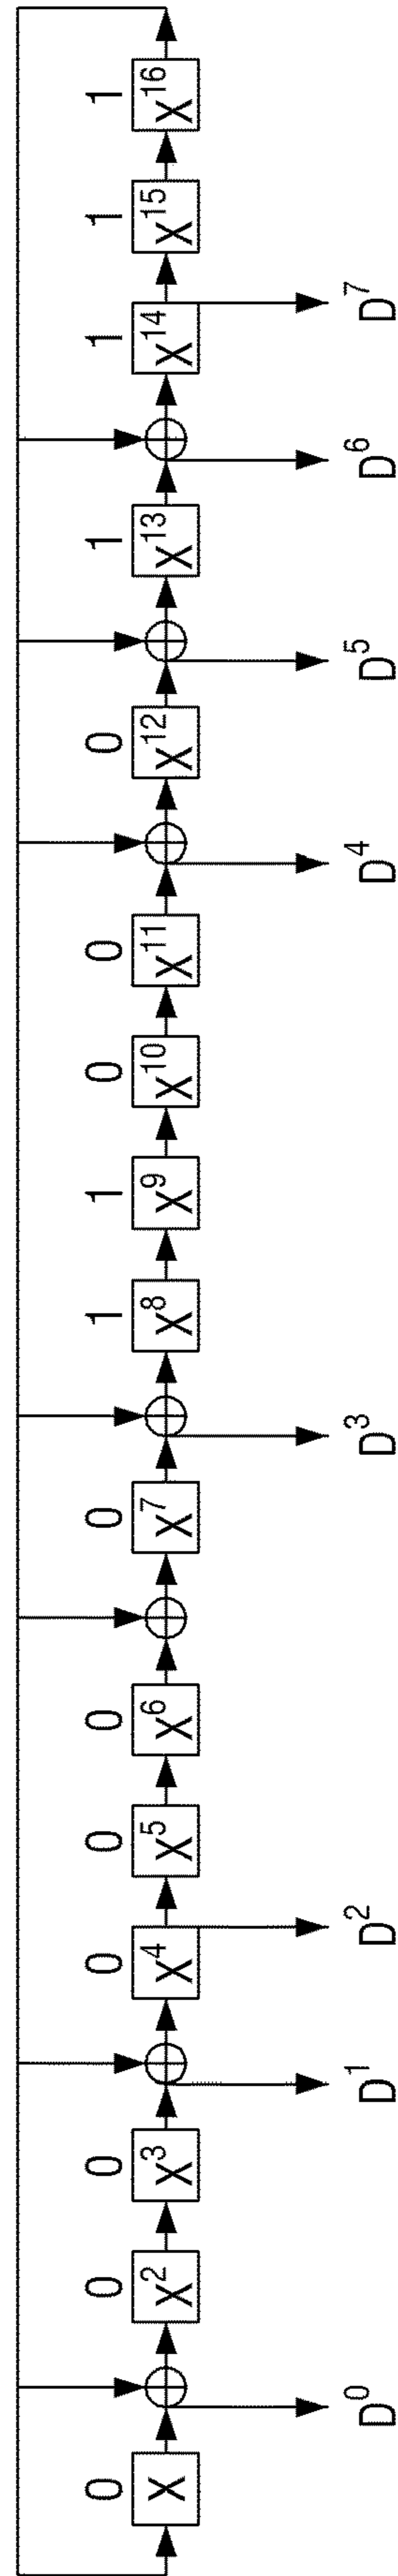 0 0 0 0 0 0 0 1 1 0 0 0 1 1 1 1
X X² X³ X⁴ X⁵ X⁶ X⁷ X⁸ X⁹ X¹⁰ X¹¹ X¹² X¹³ X¹⁴ X¹⁵ X¹⁶
D⁰ D¹ D² D³ D⁴ D⁵ D⁶ D⁷